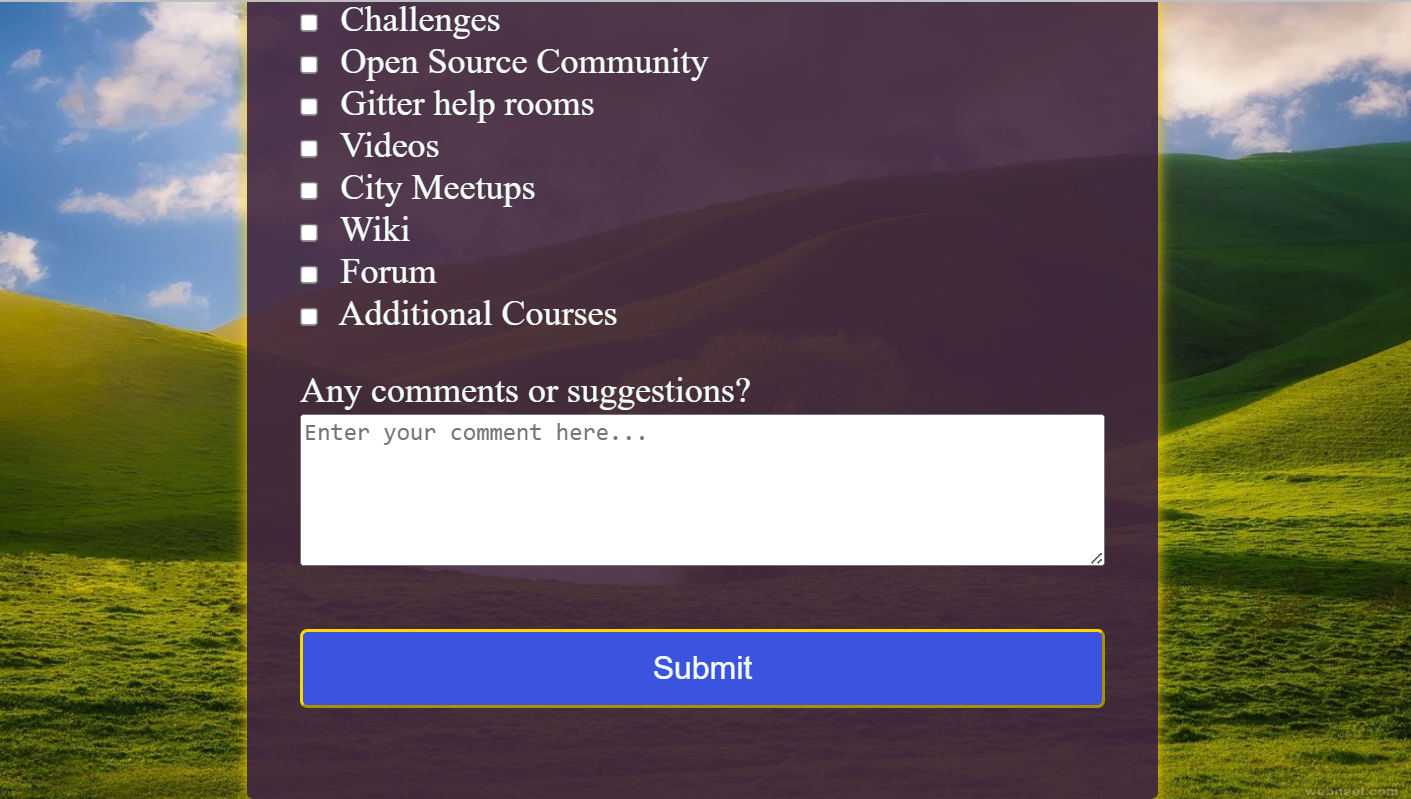 Challenges
Open Source Community
Gitter help rooms
Videos
City Meetups
Wiki
Forum
Additional Courses
Any comments or suggestions?
Enter your comment here...
Submit
webneel.com